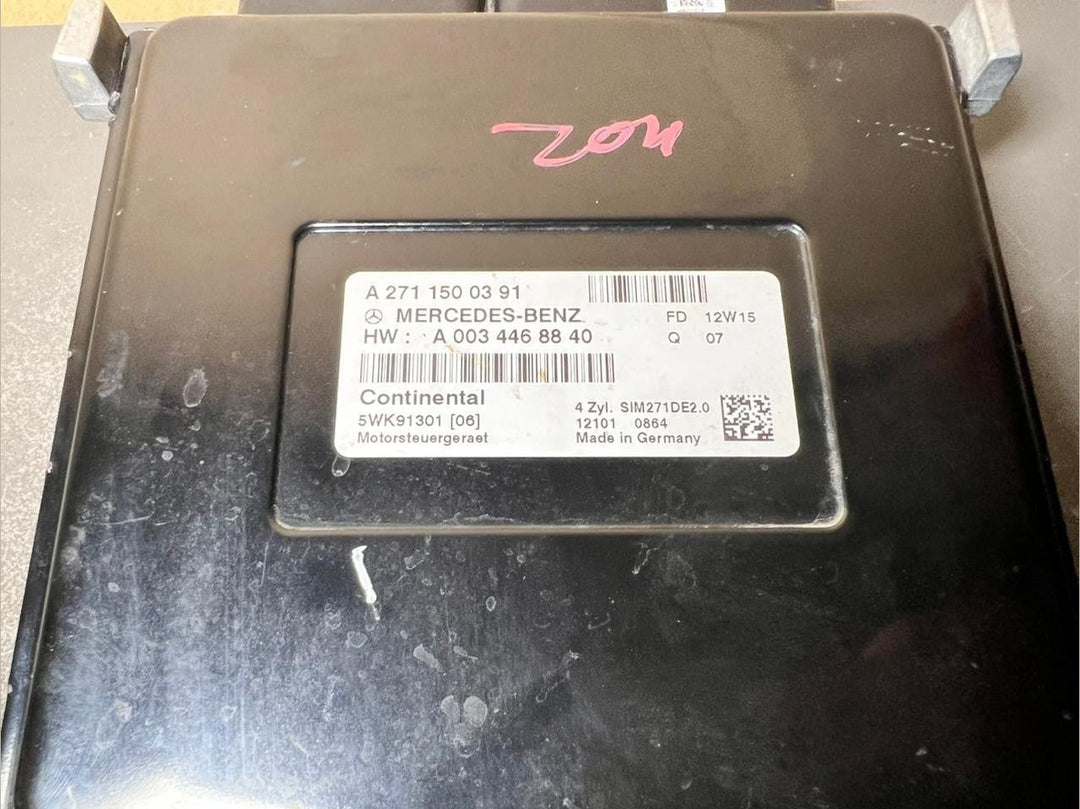 204
A 271 150 03 91
MERCEDES-BENZ
FD 12W15
HW : A 003 446 88 40
Q 07
Continental
5WK91301 [06]
4 Zyl. SIM271DE2.0
12101 0864
Motorsteuergeraet
Made in Germany